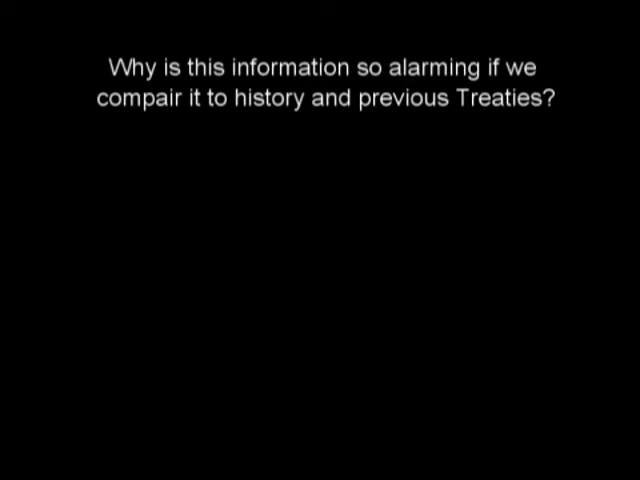 Why is this information so alarming if we
compair it to history and previous Treaties?